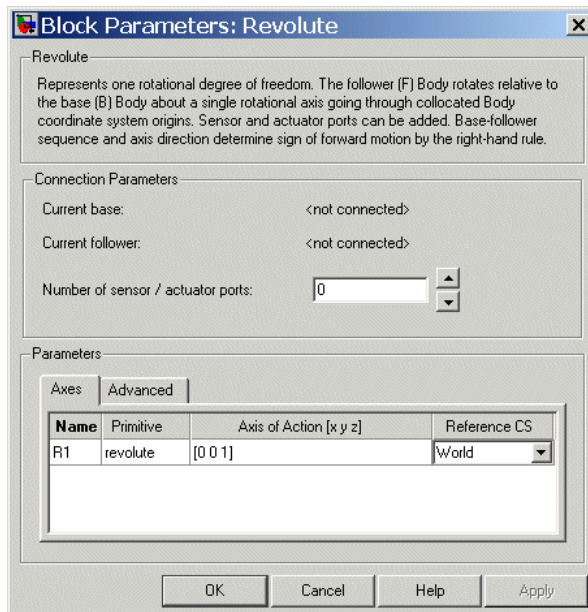 Block Parameters: Revolute
Revolute
Represents one rotational degree of freedom. The follower (F) Body rotates relative to
the base (B) Body about a single rotational axis going through collocated Body
coordinate system origins. Sensor and actuator ports can be added. Base-follower
sequence and axis direction determine sign of forward motion by the right-hand rule.
Connection Parameters
Current base: <not connected>
Current follower: <not connected>
Number of sensor / actuator ports: 0
Parameters
Axes Advanced
Name Primitive Axis of Action [x y z] Reference CS
R1 revolute [0 0 1] World
OK Cancel Help Apply